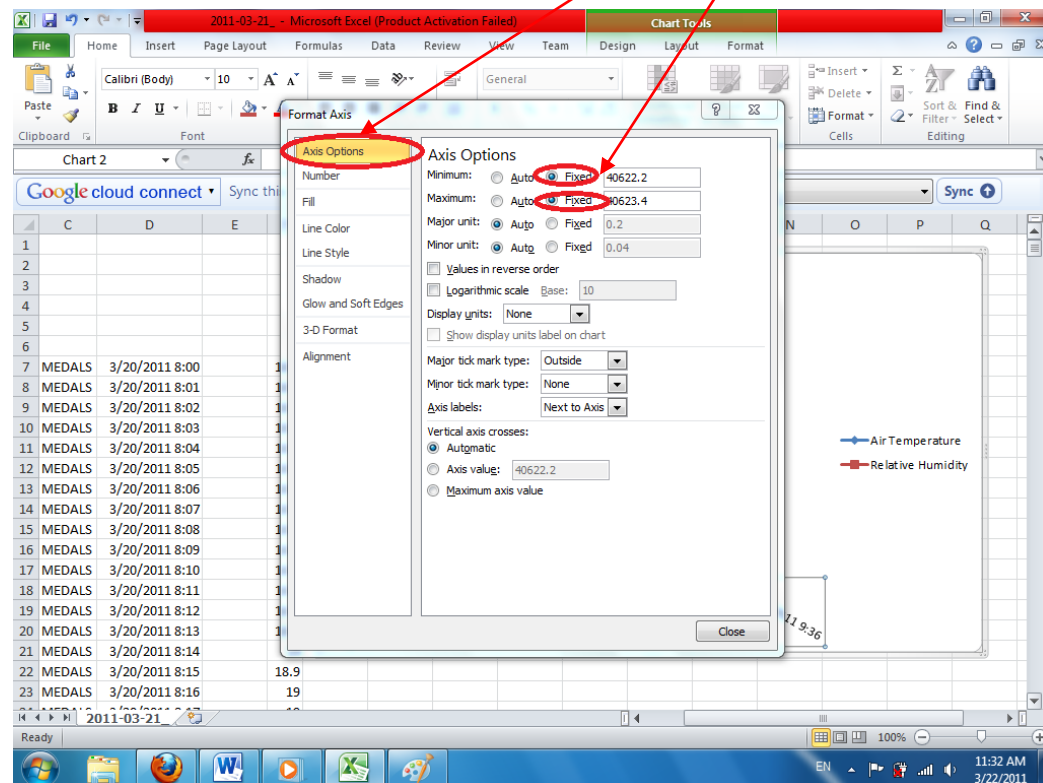 2011-03-21_ - Microsoft Excel (Product Activation Failed)
Chart Tools
File Home Insert Page Layout Formulas Data Review View Team Design Layout Format
Paste
Calibri (Body) 10 A A
B I U
General
Insert
Delete
Format
Sort & Filter
Find & Select
Clipboard Font Cells Editing
Chart 2 fx
Google cloud connect Sync
Sync
C D E N O P Q
Format Axis
Axis Options
Number
Fill
Line Color
Line Style
Shadow
Glow and Soft Edges
3-D Format
Alignment
Axis Options
Minimum: Auto Fixed 40622.2
Maximum: Auto Fixed 40623.4
Major unit: Auto Fixed 0.2
Minor unit: Auto Fixed 0.04
Values in reverse order
Logarithmic scale Base: 10
Display units: None
Show display units label on chart
Major tick mark type: Outside
Minor tick mark type: None
Axis labels: Next to Axis
Vertical axis crosses:
Automatic
Axis value: 40622.2
Maximum axis value
Close
1
2
3
4
5
6
7 MEDALS 3/20/2011 8:00
8 MEDALS 3/20/2011 8:01
9 MEDALS 3/20/2011 8:02
10 MEDALS 3/20/2011 8:03
11 MEDALS 3/20/2011 8:04
12 MEDALS 3/20/2011 8:05
13 MEDALS 3/20/2011 8:06
14 MEDALS 3/20/2011 8:07
15 MEDALS 3/20/2011 8:08
16 MEDALS 3/20/2011 8:09
17 MEDALS 3/20/2011 8:10
18 MEDALS 3/20/2011 8:11
19 MEDALS 3/20/2011 8:12
20 MEDALS 3/20/2011 8:13
21 MEDALS 3/20/2011 8:14
22 MEDALS 3/20/2011 8:15 18.9
23 MEDALS 3/20/2011 8:16 19
Air Temperature
Relative Humidity
11 9:36
2011-03-21_
Ready 100%
EN 11:32 AM
3/22/2011